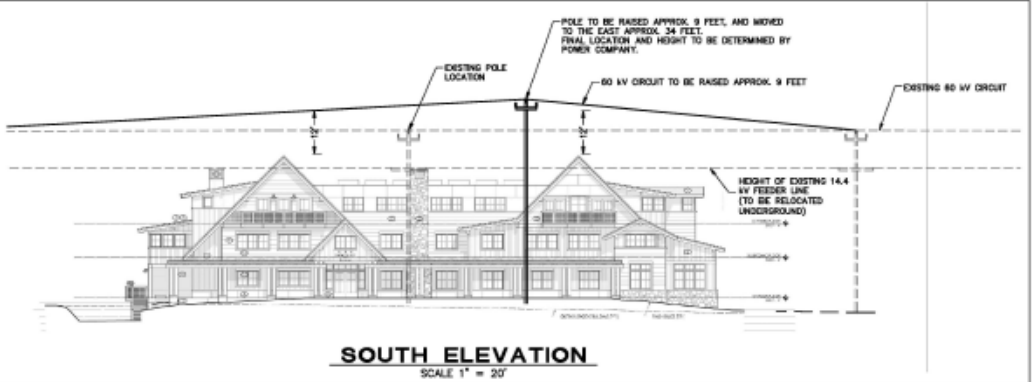 POLE TO BE RAISED APPROX. 9 FEET, AND MOVED
TO THE EAST APPROX. 34 FEET.
FINAL LOCATION AND HEIGHT TO BE DETERMINED BY
POWER COMPANY.
EXISTING POLE
LOCATION
60 kV CIRCUIT TO BE RAISED APPROX. 9 FEET
EXISTING 60 kV CIRCUIT
12'
12'
HEIGHT OF EXISTING 14.4
kV FEEDER LINE
(TO BE RELOCATED
UNDERGROUND)
SOUTH ELEVATION
SCALE 1" = 20'